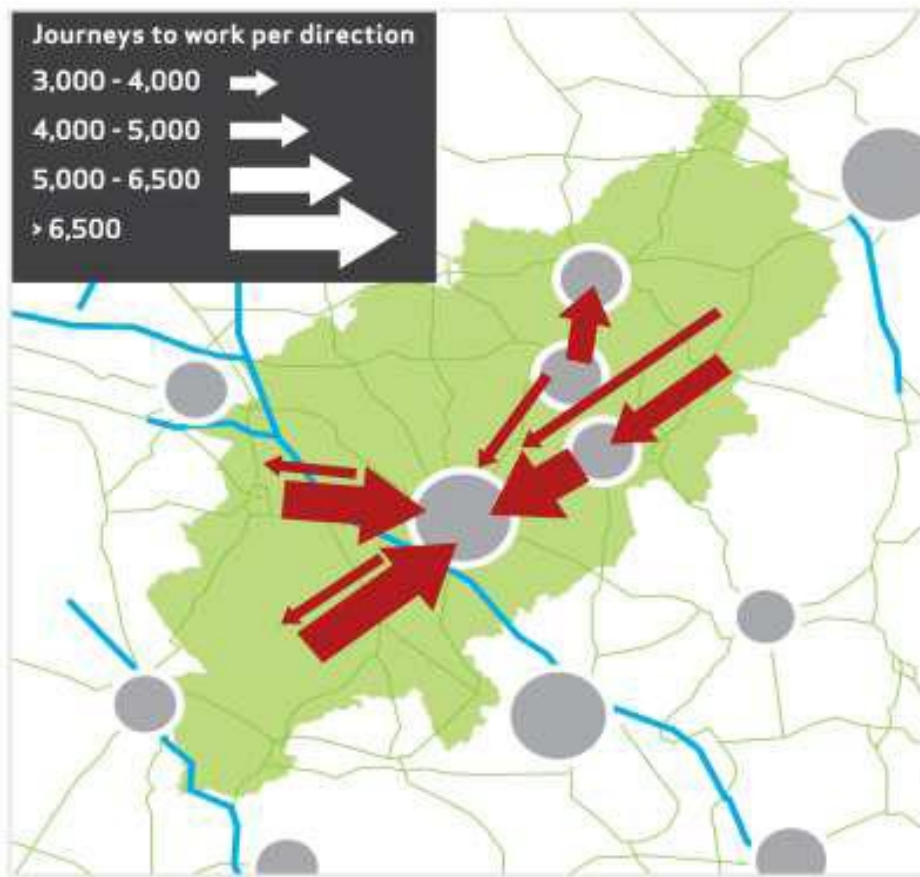 Journeys to work per direction
3,000 - 4,000
4,000 - 5,000
5,000 - 6,500
> 6,500